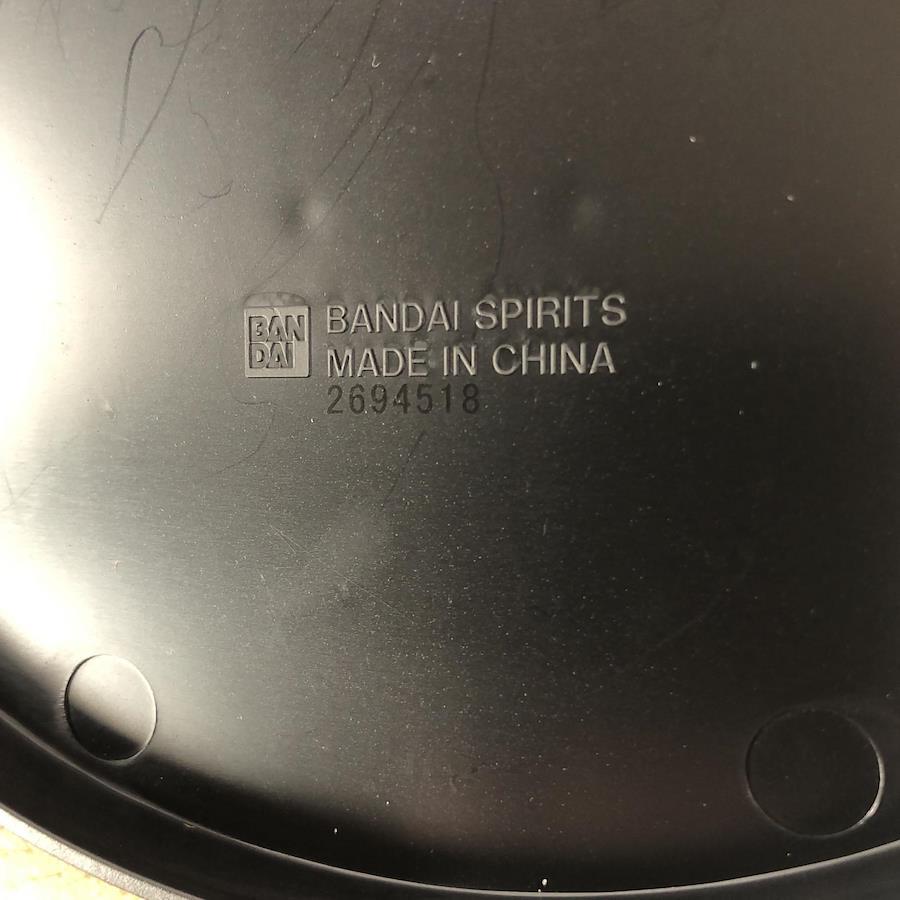 BAN
DAI
BANDAI SPIRITS
MADE IN CHINA
2694518